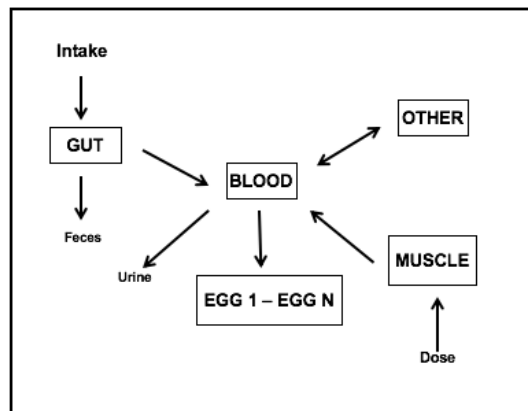 Intake
OTHER
GUT
BLOOD
Feces
Urine
MUSCLE
EGG 1 – EGG N
Dose